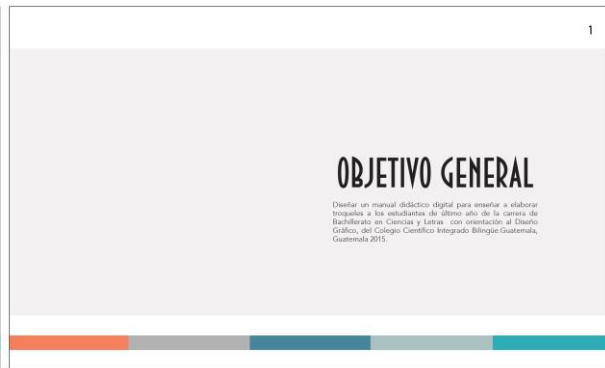 1
OBJETIVO GENERAL
Diseñar un manual didáctico digital para enseñar a elaborar
troqueles a los estudiantes de último año de la carrera de
Bachillerato en Ciencias y Letras con orientación al Diseño
Gráfico, del Colegio Científico Integrado Bilingüe.Guatemala,
Guatemala 2015.